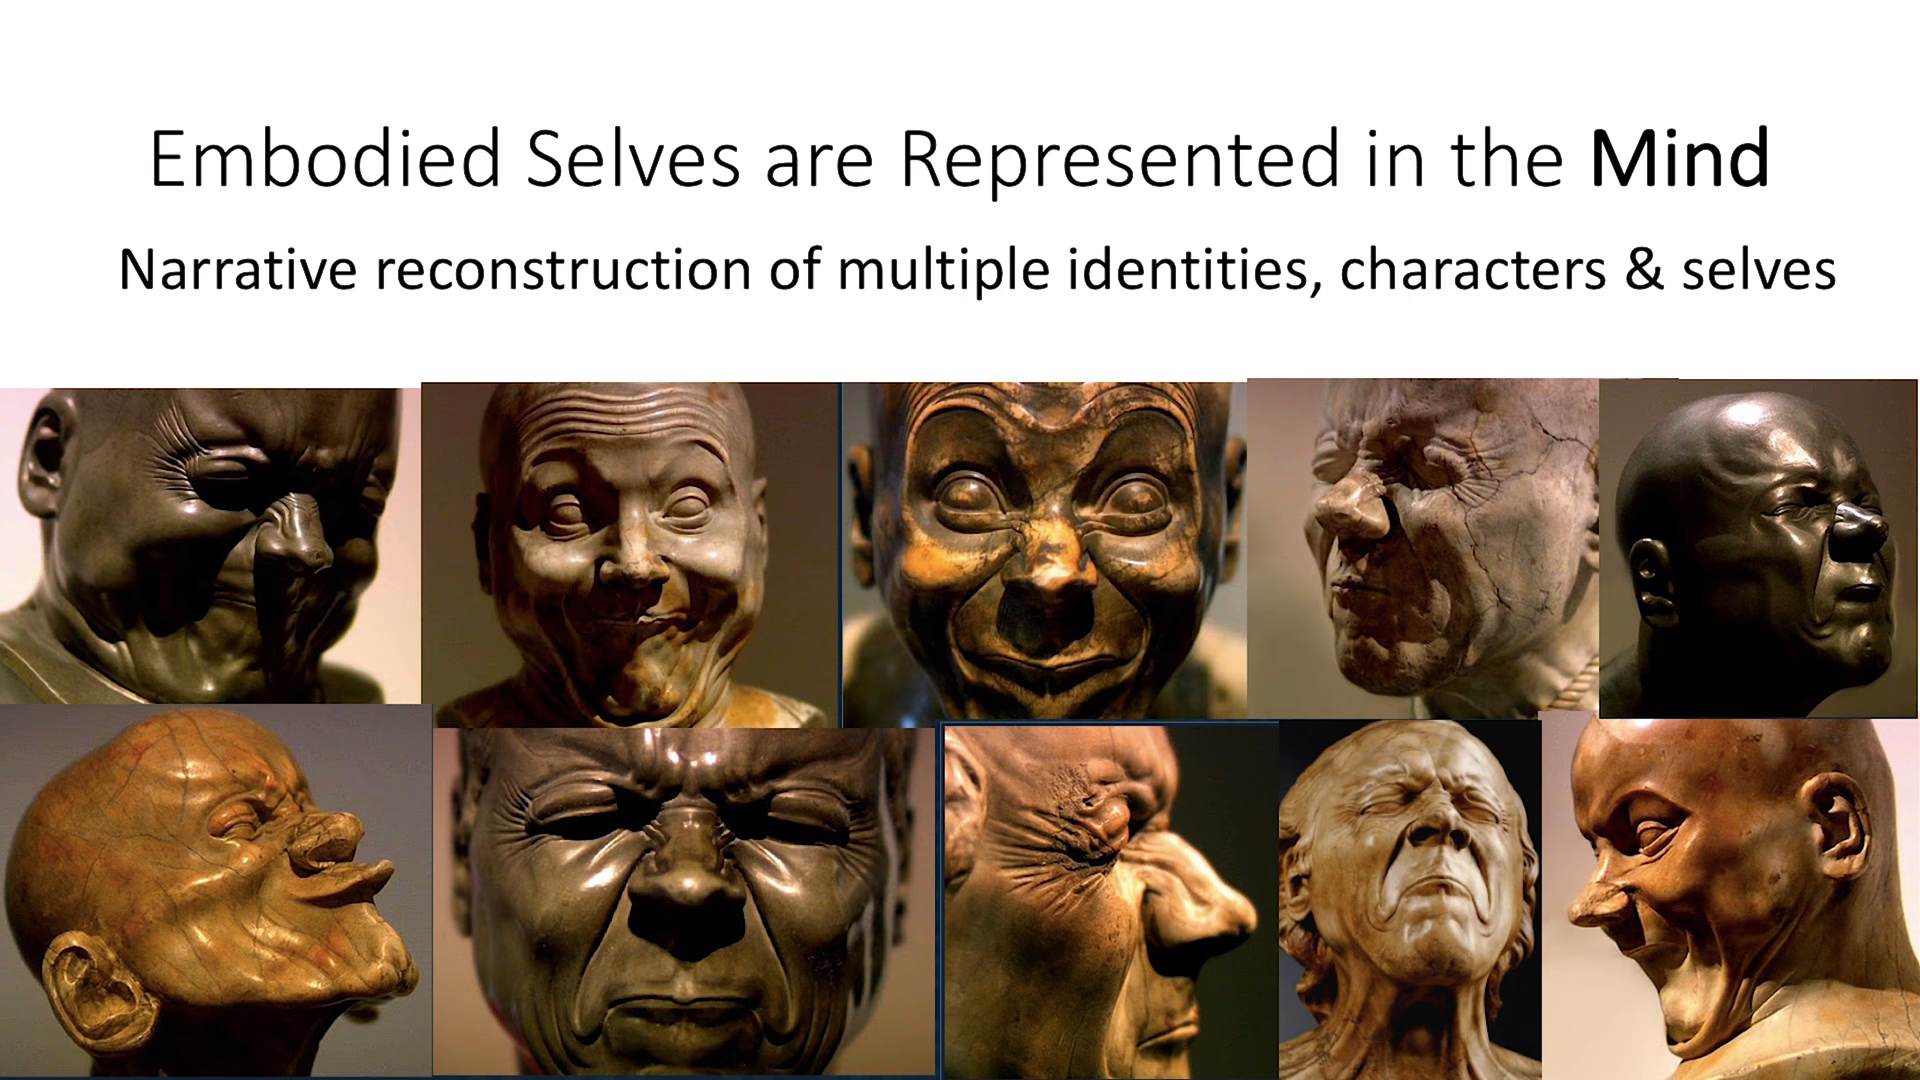 Embodied Selves are Represented in the Mind
Narrative reconstruction of multiple identities, characters & selves